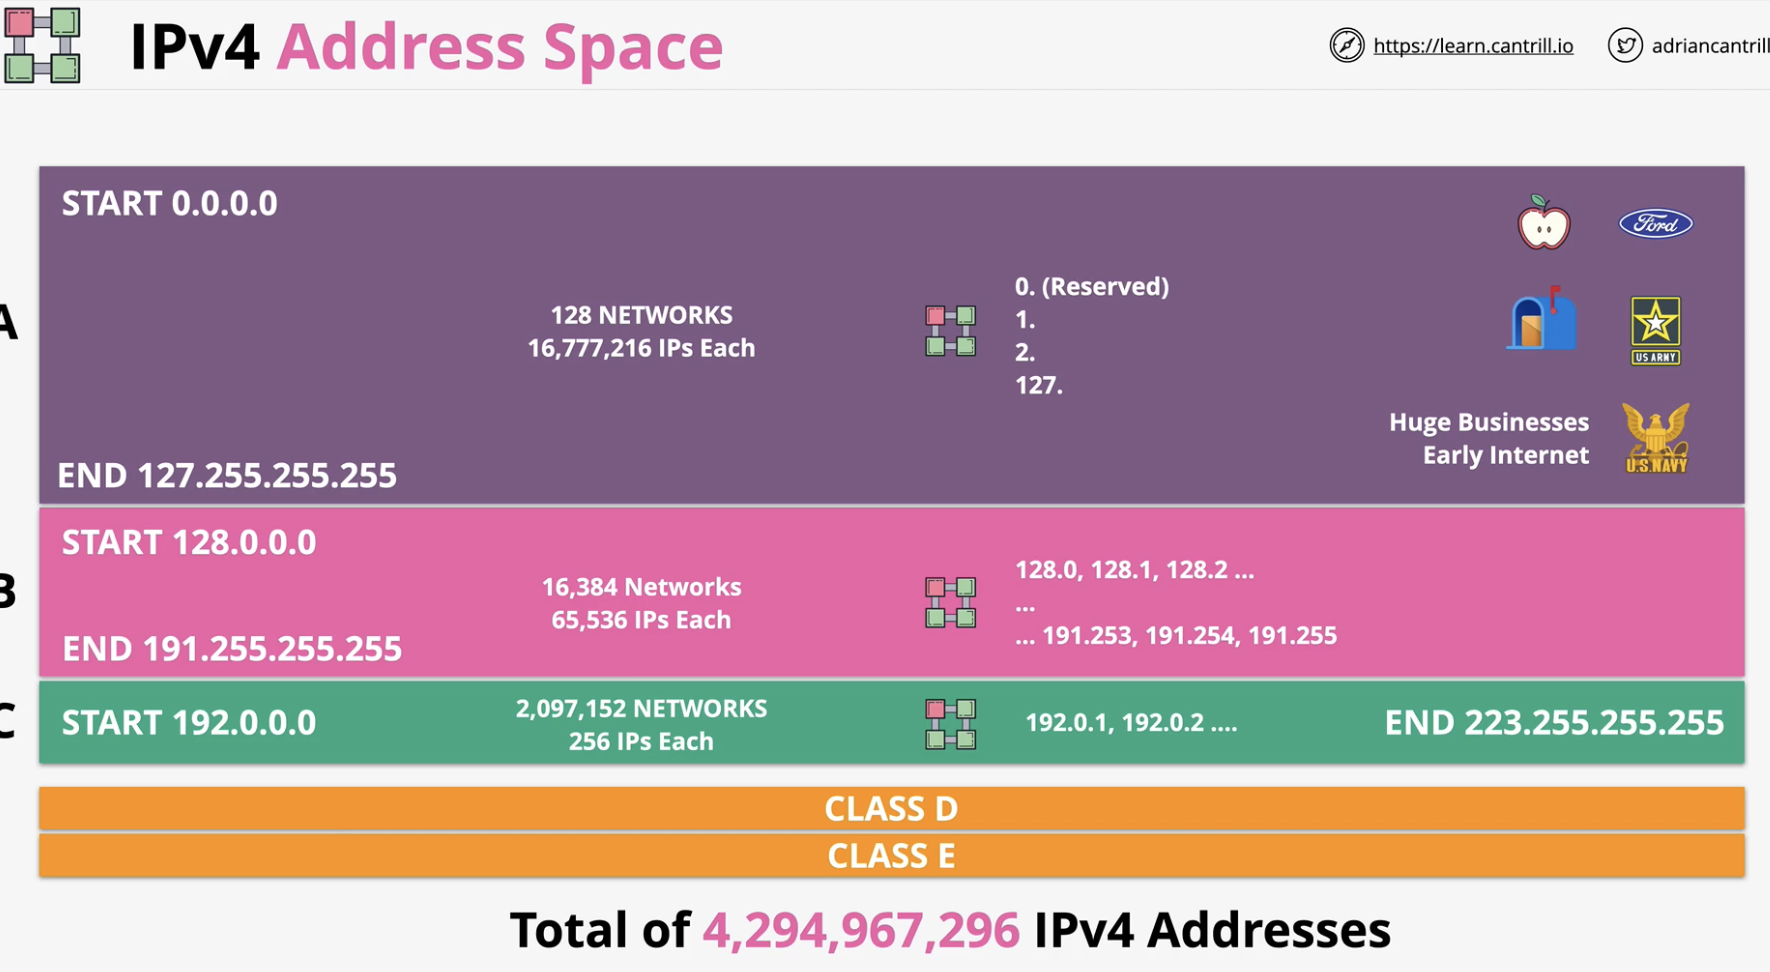 IPv4 Address Space
https://learn.cantrill.io
adriancantrill
START 0.0.0.0
A
128 NETWORKS
16,777,216 IPs Each
0. (Reserved)
1.
2.
127.
Ford
US ARMY
Huge Businesses
Early Internet
U.S.NAVY
END 127.255.255.255
START 128.0.0.0
B
16,384 Networks
65,536 IPs Each
128.0, 128.1, 128.2 ...
...
... 191.253, 191.254, 191.255
END 191.255.255.255
C
START 192.0.0.0
2,097,152 NETWORKS
256 IPs Each
192.0.1, 192.0.2 ....
END 223.255.255.255
CLASS D
CLASS E
Total of 4,294,967,296 IPv4 Addresses